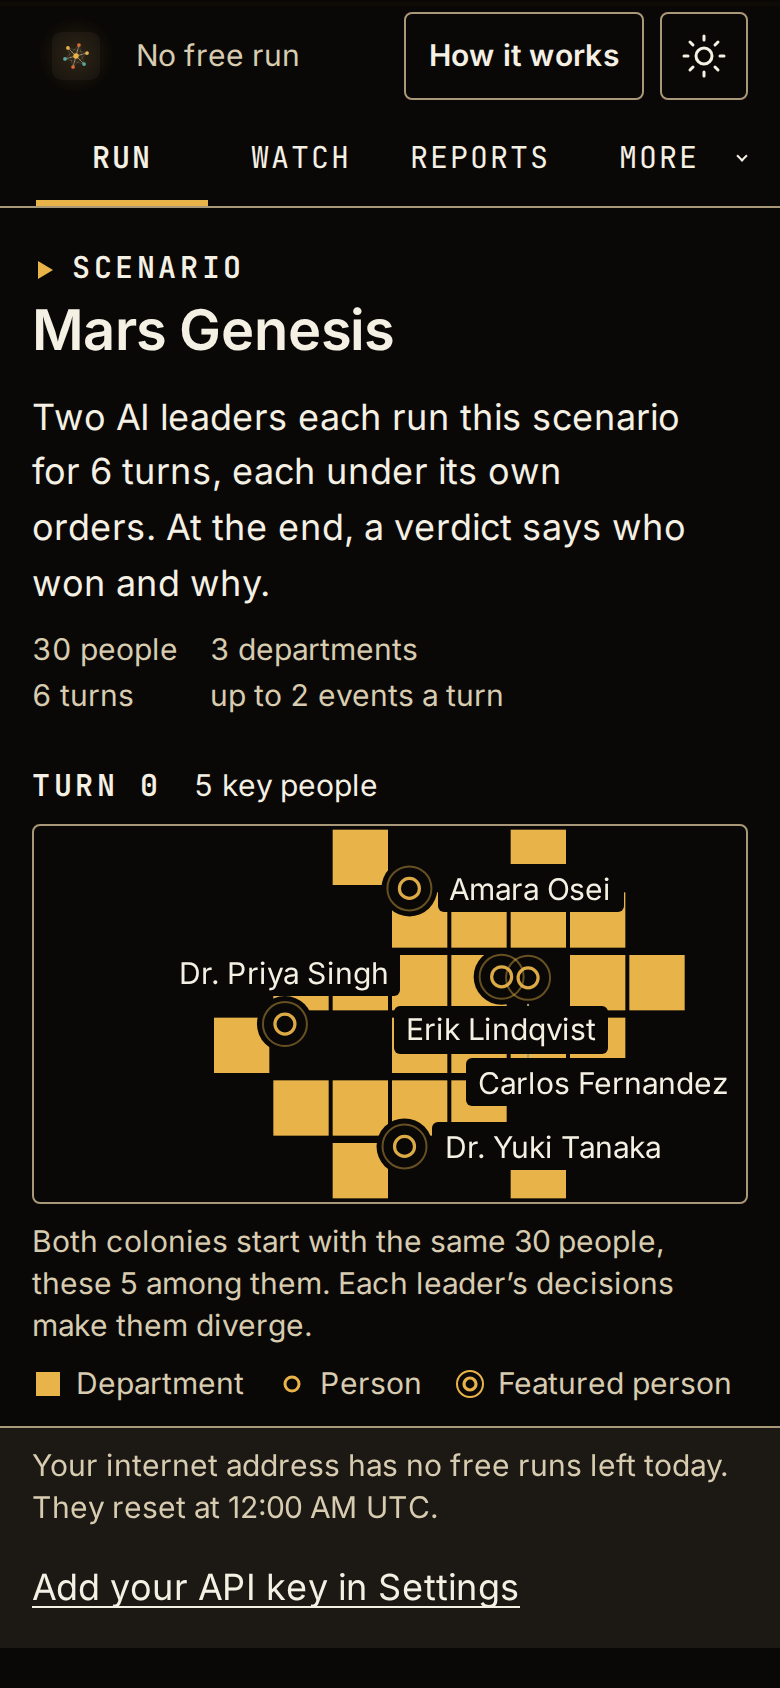 No free run
How it works
RUN WATCH REPORTS MORE
SCENARIO
Mars Genesis
Two AI leaders each run this scenario
for 6 turns, each under its own
orders. At the end, a verdict says who
won and why.
30 people 3 departments
6 turns up to 2 events a turn
TURN 0 5 key people
Amara Osei
Dr. Priya Singh
Erik Lindqvist
Carlos Fernandez
Dr. Yuki Tanaka
Both colonies start with the same 30 people,
these 5 among them. Each leader’s decisions
make them diverge.
Department Person Featured person
Your internet address has no free runs left today.
They reset at 12:00 AM UTC.
Add your API key in Settings